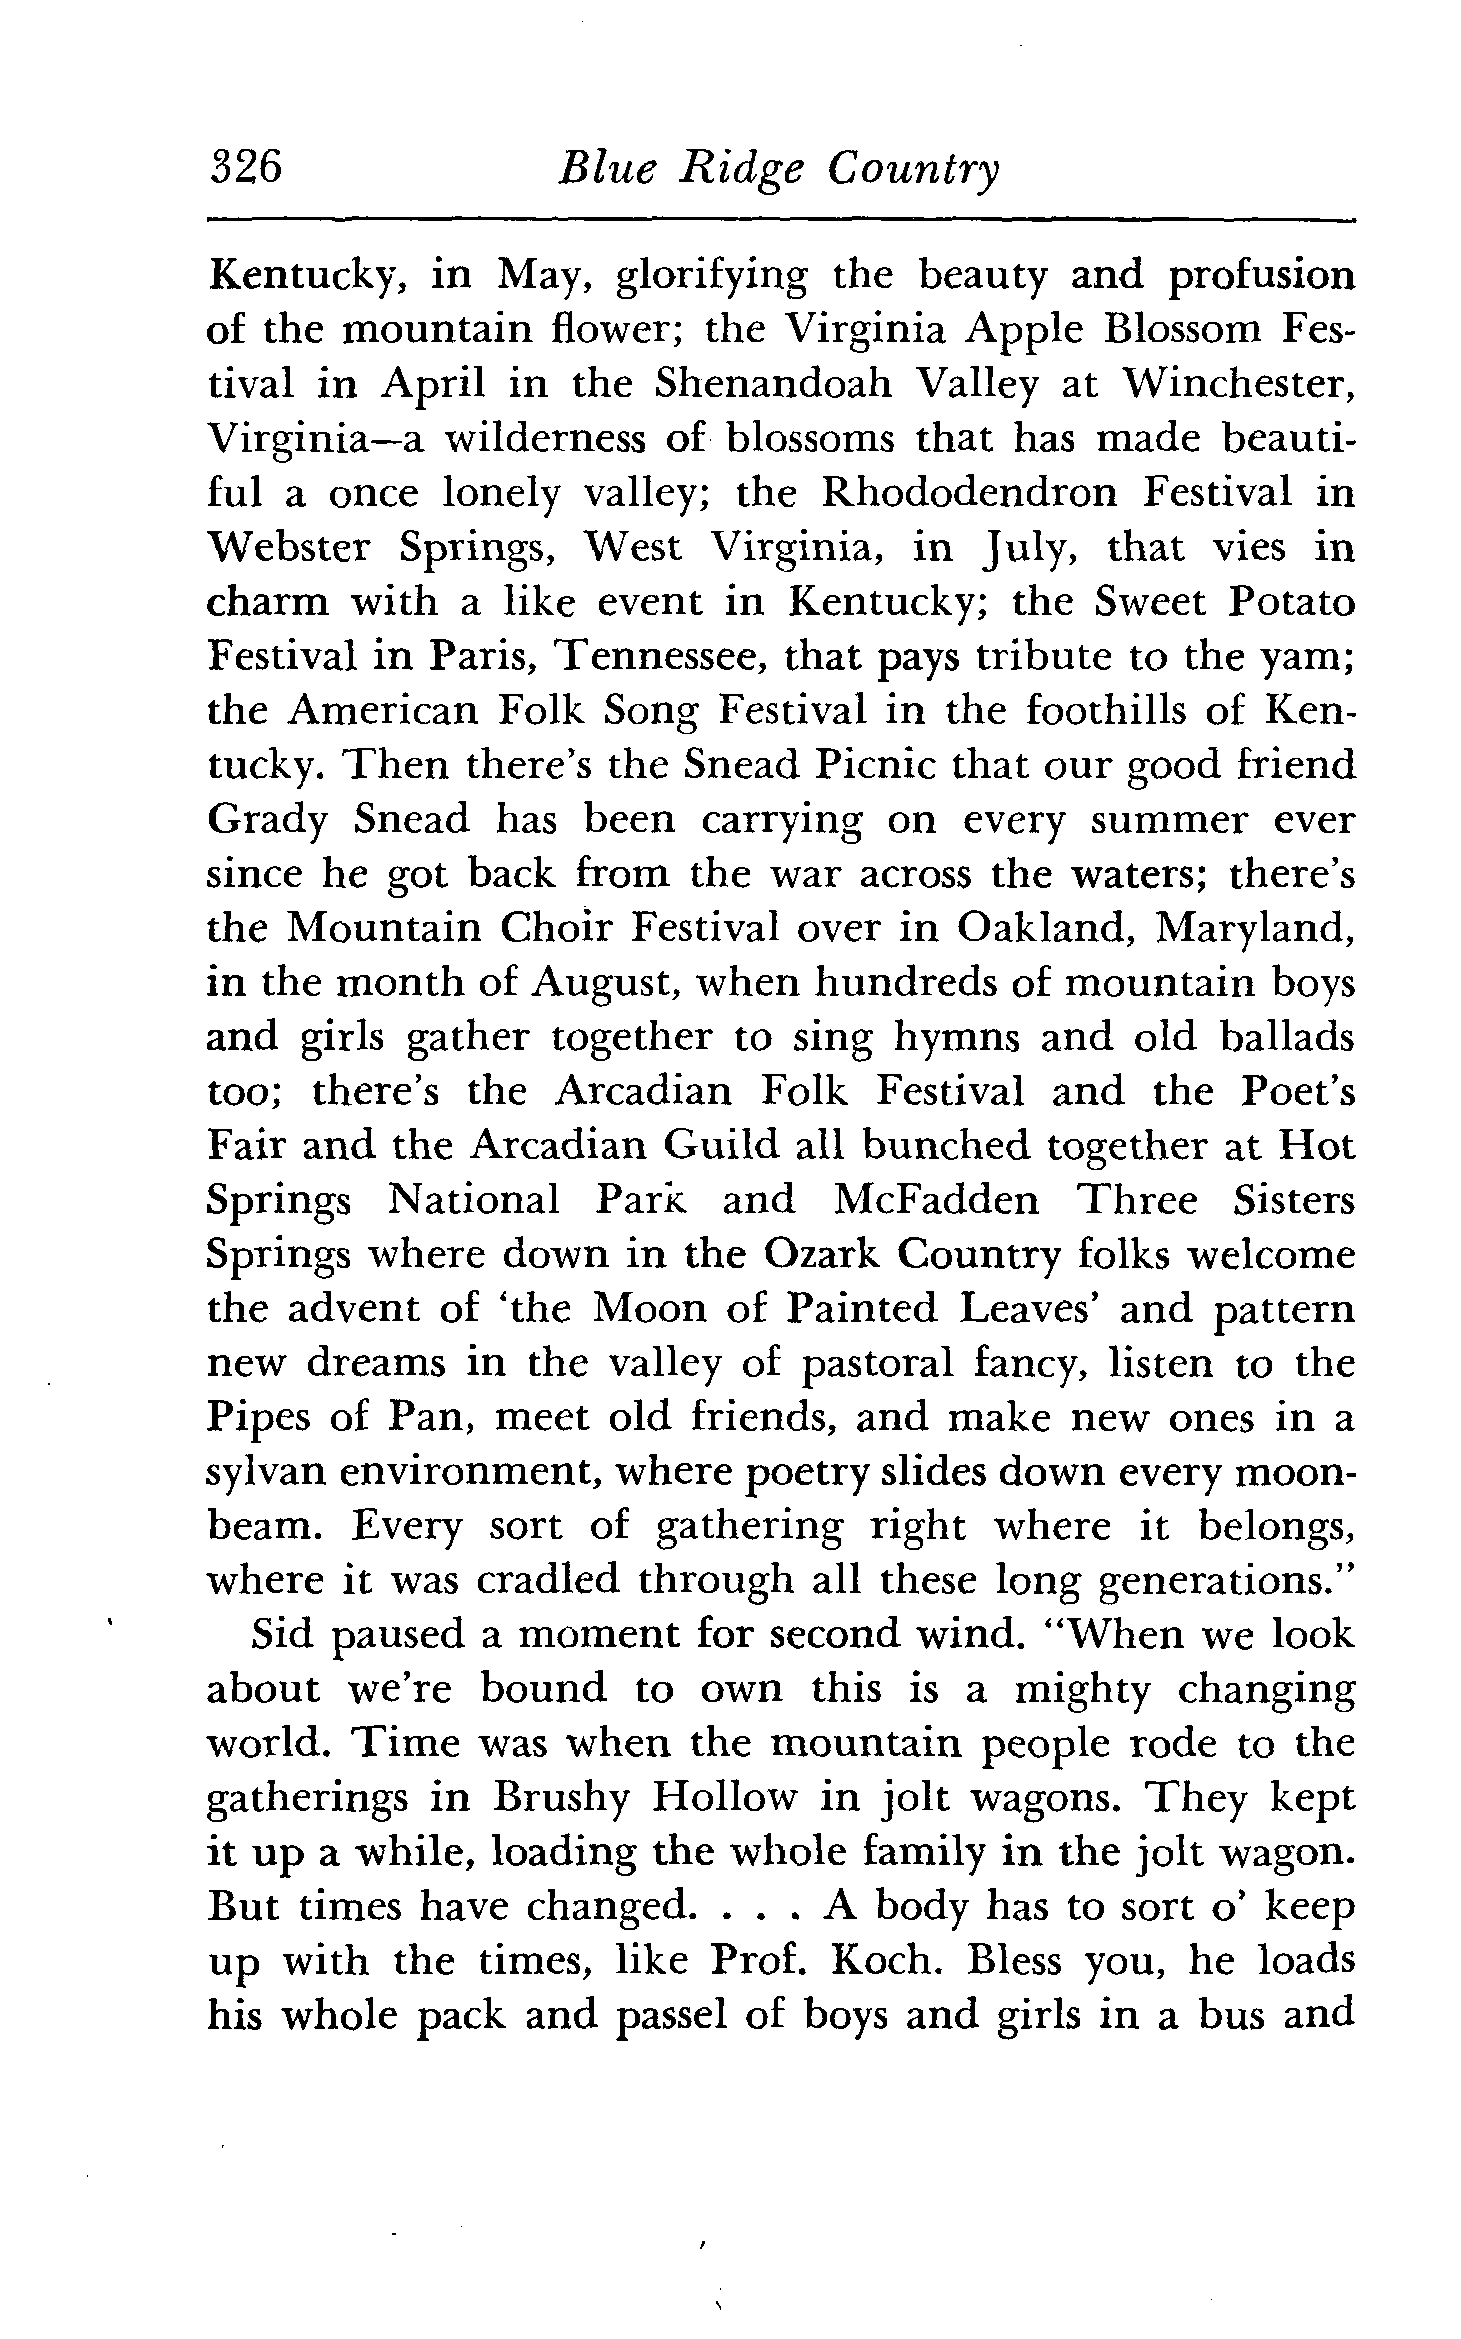 326 Blue Ridge Country
Kentucky, in May, glorifying the beauty and profusion
of the mountain flower; the Virginia Apple Blossom Fes-
tival in April in the Shenandoah Valley at Winchester,
Virginia—a wilderness of blossoms that has made beauti-
ful a once lonely valley; the Rhododendron Festival in
Webster Springs, West Virginia, in July, that vies in
charm with a like event in Kentucky; the Sweet Potato
Festival in Paris, Tennessee, that pays tribute to the yam;
the American Folk Song Festival in the foothills of Ken-
tucky. Then there's the Snead Picnic that our good friend
Grady Snead has been carrying on every summer ever
since he got back from the war across the waters; there's
the Mountain Choir Festival over in Oakland, Maryland,
in the month of August, when hundreds of mountain boys
and girls gather together to sing hymns and old ballads
too; there's the Arcadian Folk Festival and the Poet's
Fair and the Arcadian Guild all bunched together at Hot
Springs National Park and McFadden Three Sisters
Springs where down in the Ozark Country folks welcome
the advent of 'the Moon of Painted Leaves' and pattern
new dreams in the valley of pastoral fancy, listen to the
Pipes of Pan, meet old friends, and make new ones in a
sylvan environment, where poetry slides down every moon-
beam. Every sort of gathering right where it belongs,
where it was cradled through all these long generations."
Sid paused a moment for second wind. "When we look
about we're bound to own this is a mighty changing
world. Time was when the mountain people rode to the
gatherings in Brushy Hollow in jolt wagons. They kept
it up a while, loading the whole family in the jolt wagon.
But times have changed. . . . A body has to sort o' keep
up with the times, like Prof. Koch. Bless you, he loads
his whole pack and passel of boys and girls in a bus and